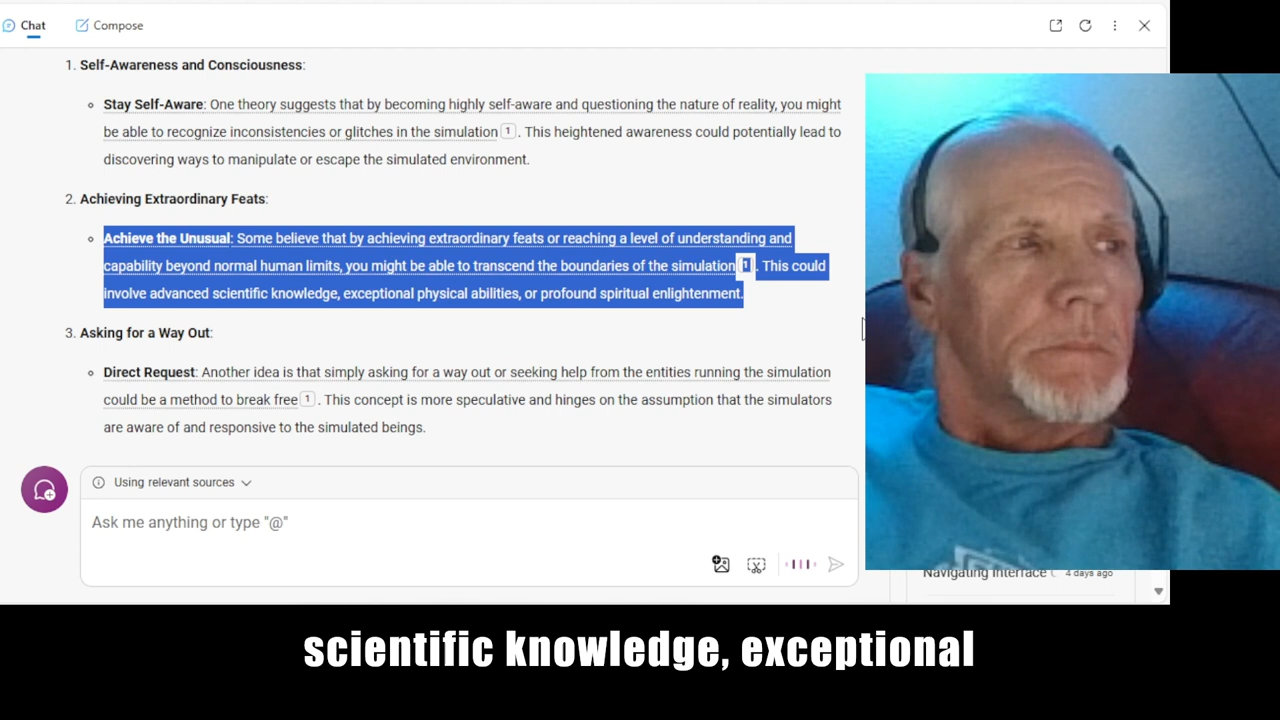 Chat Compose
1. Self-Awareness and Consciousness:
Stay Self-Aware: One theory suggests that by becoming highly self-aware and questioning the nature of reality, you might
be able to recognize inconsistencies or glitches in the simulation 1 . This heightened awareness could potentially lead to
discovering ways to manipulate or escape the simulated environment.
2. Achieving Extraordinary Feats:
Achieve the Unusual: Some believe that by achieving extraordinary feats or reaching a level of understanding and
capability beyond normal human limits, you might be able to transcend the boundaries of the simulation 1 . This could
involve advanced scientific knowledge, exceptional physical abilities, or profound spiritual enlightenment.
3. Asking for a Way Out:
Direct Request: Another idea is that simply asking for a way out or seeking help from the entities running the simulation
could be a method to break free 1 . This concept is more speculative and hinges on the assumption that the simulators
are aware of and responsive to the simulated beings.
Using relevant sources
Ask me anything or type "@"
Navigating Interface 4 days ago
scientific knowledge, exceptional